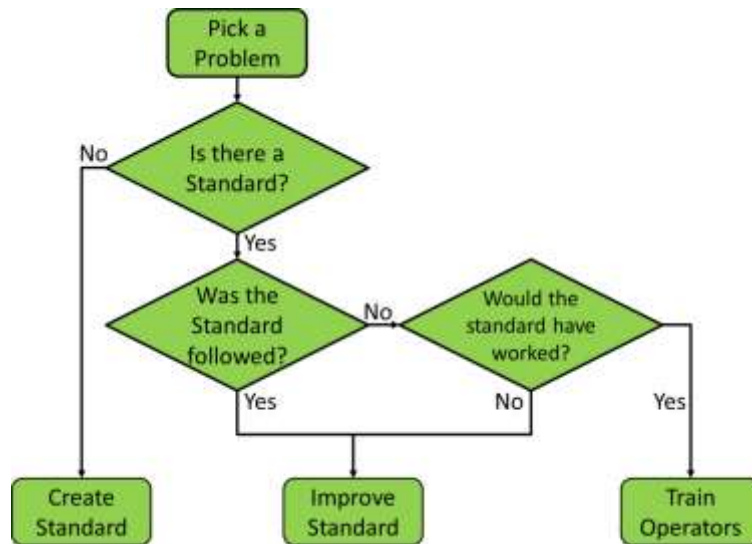 Pick a
Problem
No
Is there a
Standard?
Yes
Was the
Standard
followed?
No
Would the
standard have
worked?
Yes
No
Yes
Create
Standard
Improve
Standard
Train
Operators